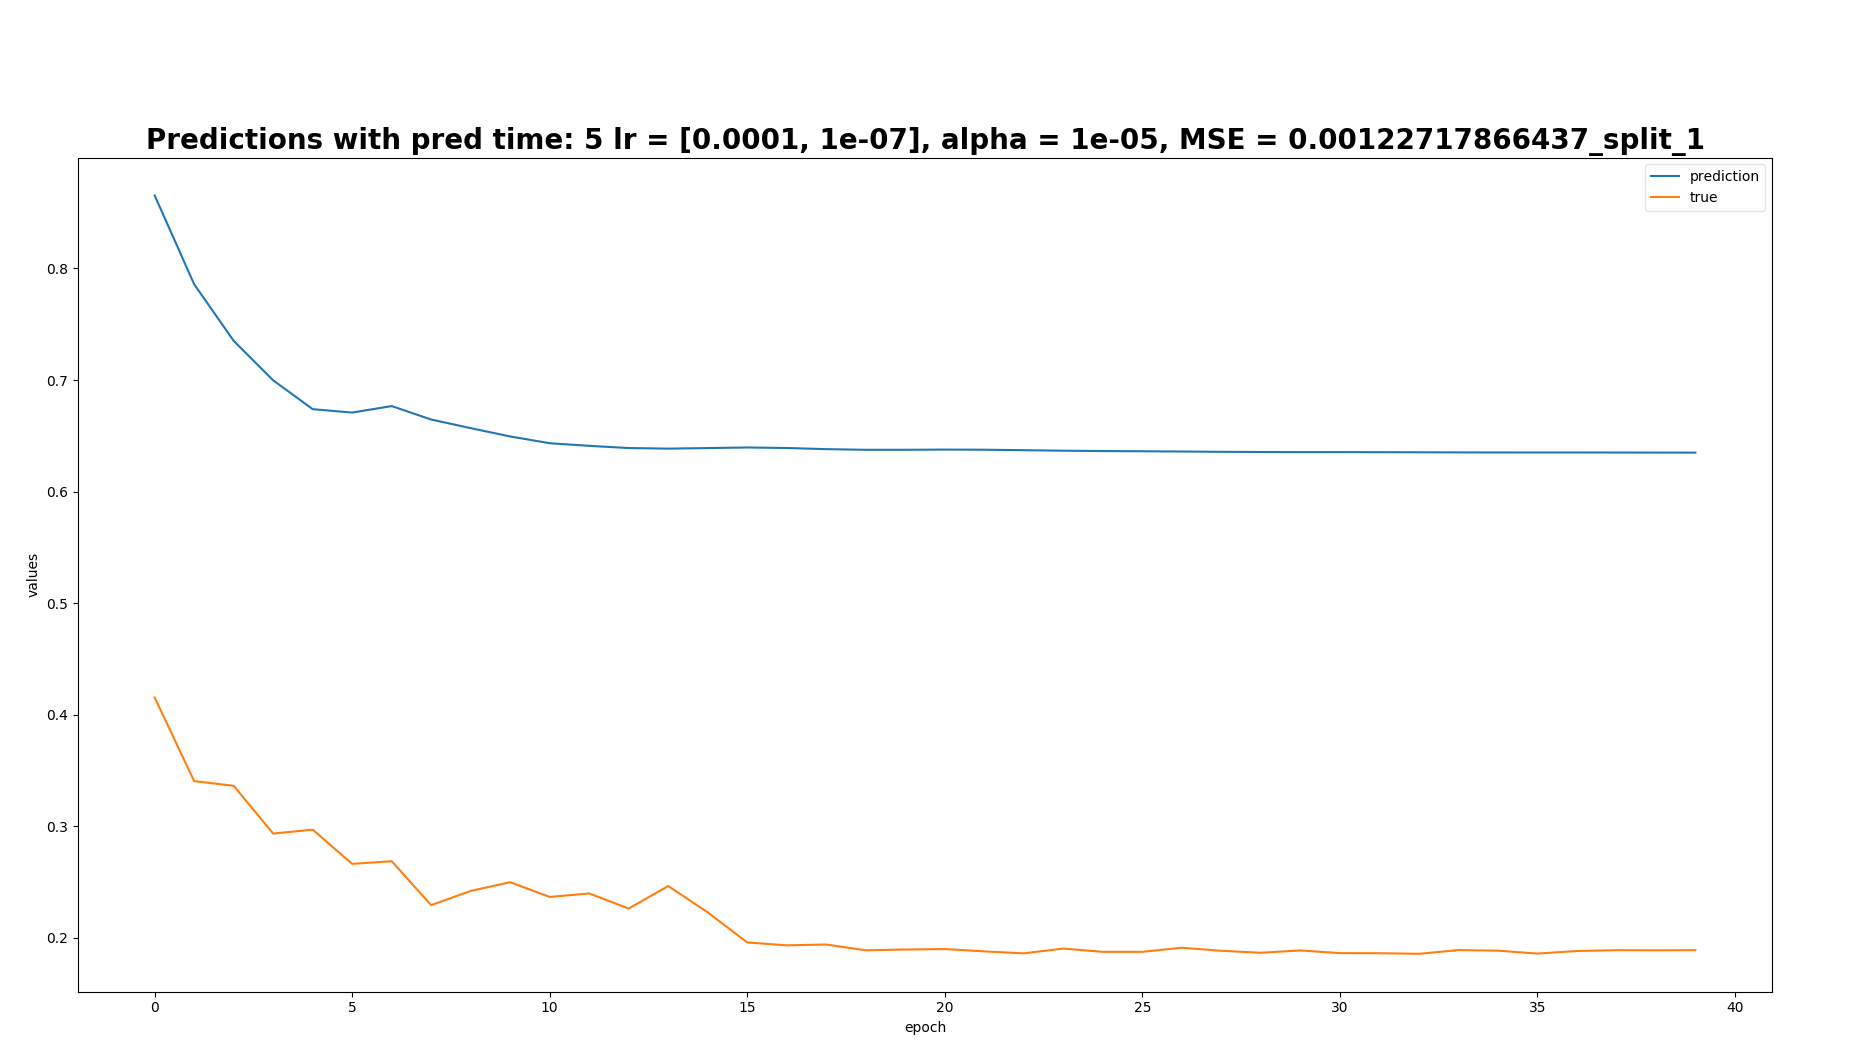 Predictions with pred time: 5 lr = [0.0001, 1e-07], alpha = 1e-05, MSE = 0.00122717866437_split_1
prediction
true
values
0.8
0.7
0.6
0.5
0.4
0.3
0.2
0 5 10 15 20 25 30 35 40
epoch